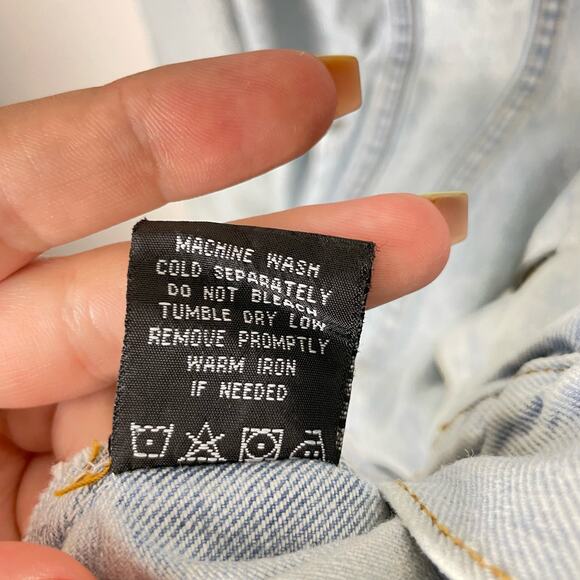 MACHINE WASH
COLD SEPARATELY
DO NOT BLEACH
TUMBLE DRY LOW
REMOVE PROMPTLY
WARM IRON
IF NEEDED